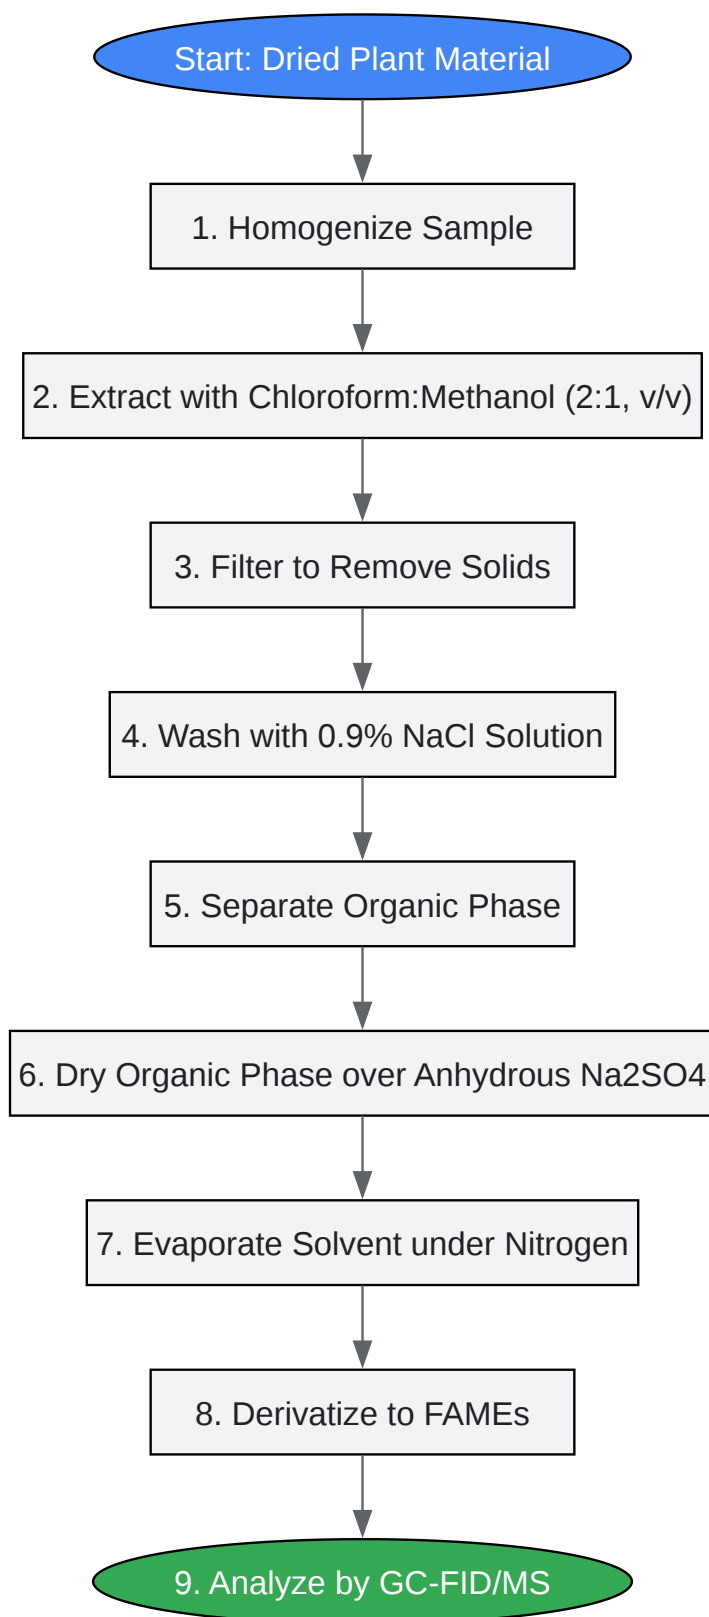 Start: Dried Plant Material
1. Homogenize Sample
2. Extract with Chloroform:Methanol (2:1, v/v)
3. Filter to Remove Solids
4. Wash with 0.9% NaCl Solution
5. Separate Organic Phase
6. Dry Organic Phase over Anhydrous Na2SO4
7. Evaporate Solvent under Nitrogen
8. Derivatize to FAMEs
9. Analyze by GC-FID/MS